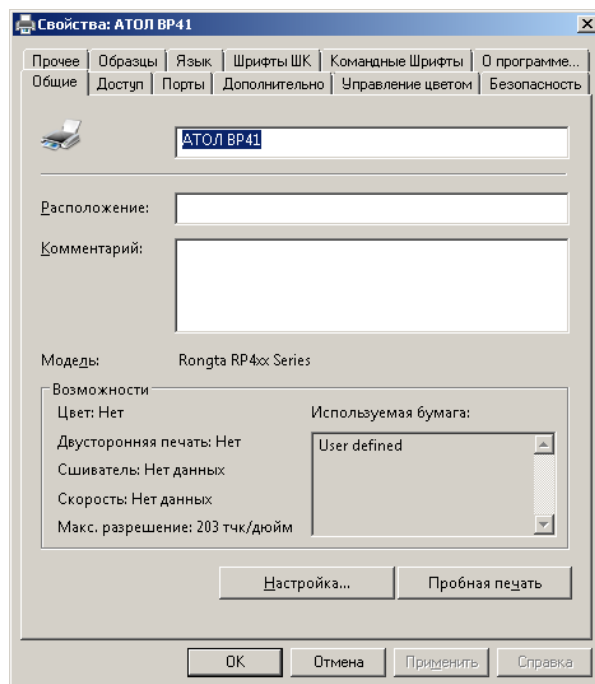 Свойства: АТОЛ BP41
Прочее Образцы Язык Шрифты ШК Командные Шрифты О программе...
Общие Доступ Порты Дополнительно Управление цветом Безопасность
АТОЛ BP41
Расположение:
Комментарий:
Модель: Rongta RP4xx Series
Возможности
Цвет: Нет Используемая бумага:
Двусторонняя печать: Нет User defined
Сшиватель: Нет данных
Скорость: Нет данных
Макс. разрешение: 203 тчк/дюйм
Настройка... Пробная печать
OK Отмена Применить Справка